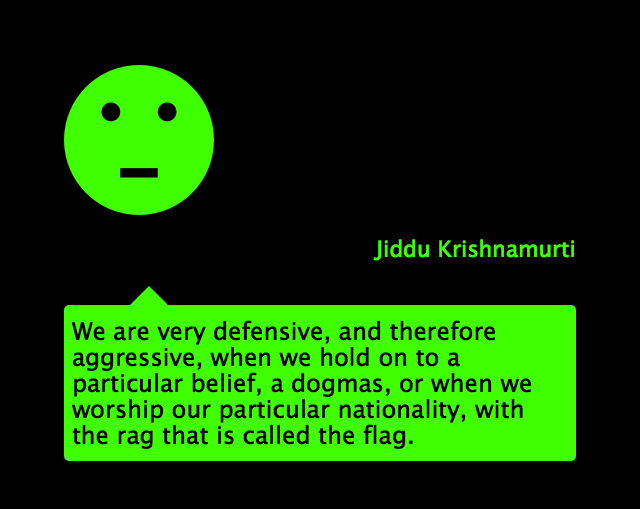 Jiddu Krishnamurti
We are very defensive, and therefore
aggressive, when we hold on to a
particular belief, a dogmas, or when we
worship our particular nationality, with
the rag that is called the flag.